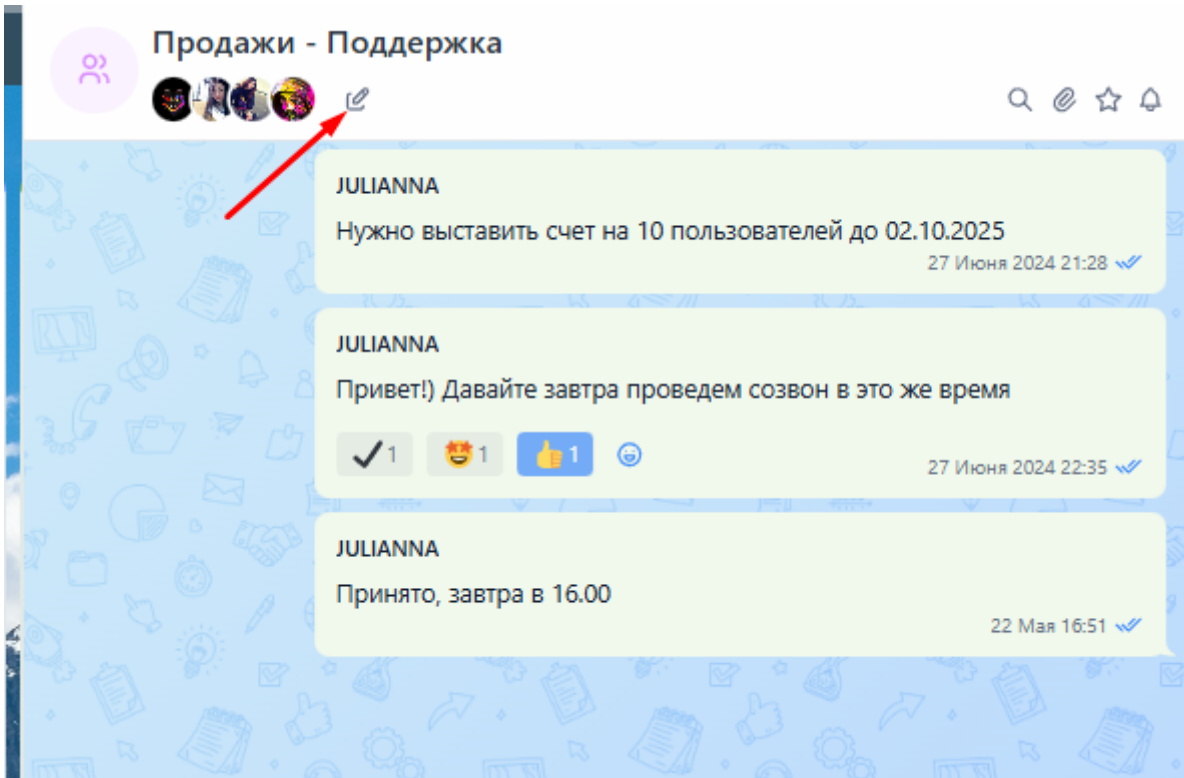 Продажи - Поддержка
JULIANNA
Нужно выставить счет на 10 пользователей до 02.10.2025
27 Июня 2024 21:28
JULIANNA
Привет!) Давайте завтра проведем созвон в это же время
1 1 1
27 Июня 2024 22:35
JULIANNA
Принято, завтра в 16.00
22 Мая 16:51